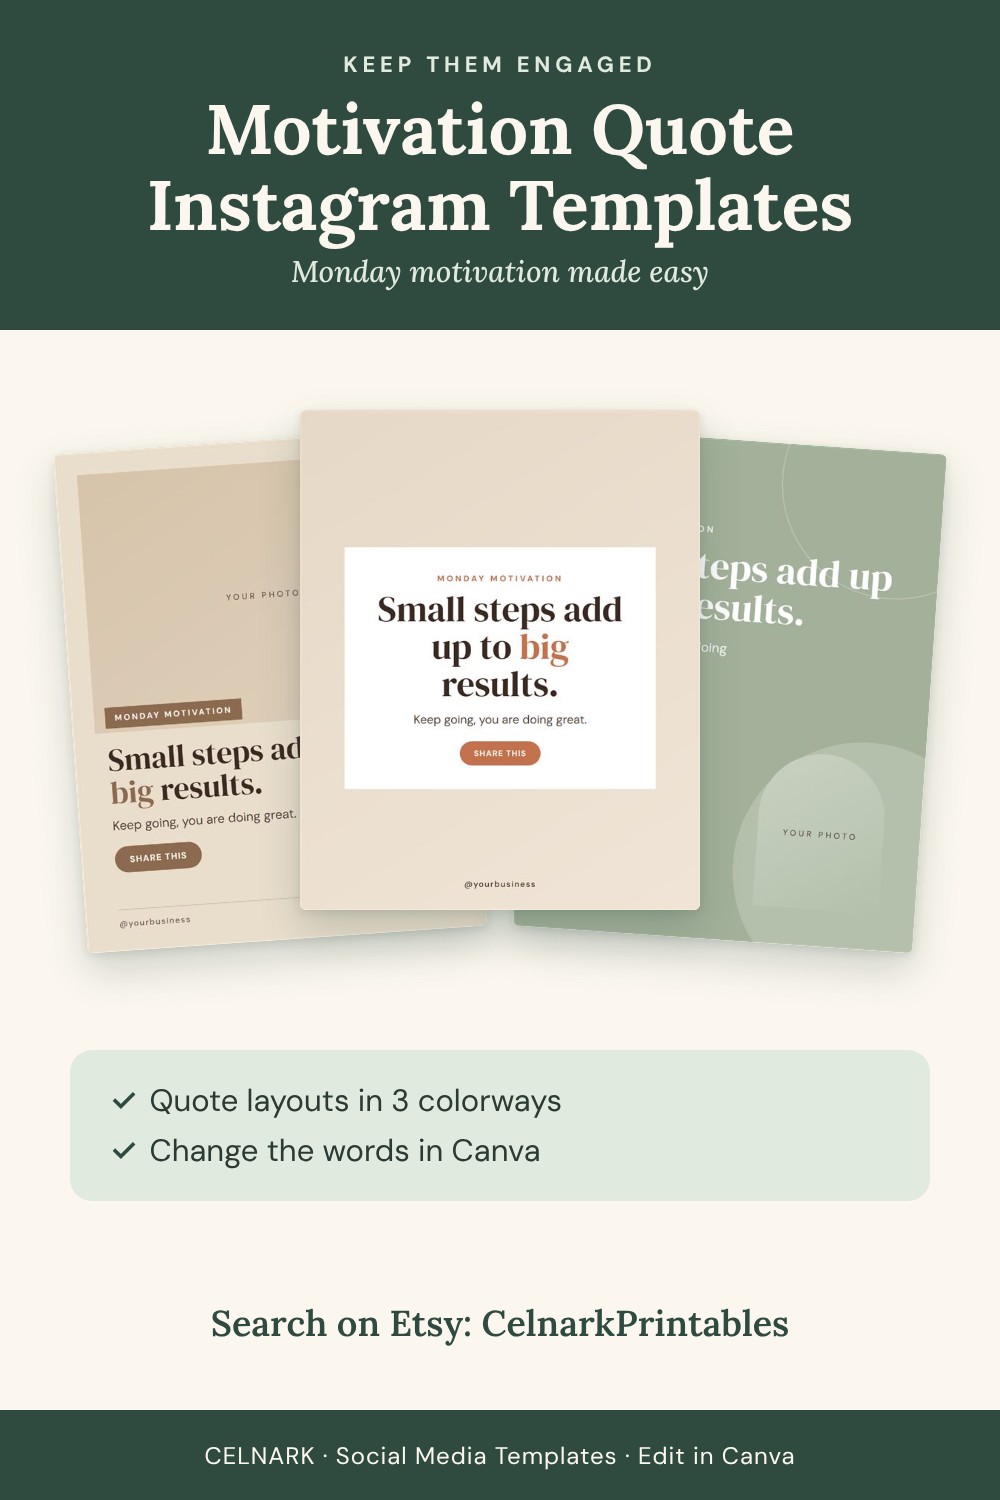 KEEP THEM ENGAGED
Motivation Quote
Instagram Templates
Monday motivation made easy
YOUR PHOTO
MONDAY MOTIVATION
Small steps ad
big results.
Keep going, you are doing great.
SHARE THIS
@yourbusiness
MONDAY MOTIVATION
Small steps add
up to big
results.
Keep going, you are doing great.
SHARE THIS
@yourbusiness
ON
teps add up
esults.
oing
YOUR PHOTO
Quote layouts in 3 colorways
Change the words in Canva
Search on Etsy: CelnarkPrintables
CELNARK · Social Media Templates · Edit in Canva